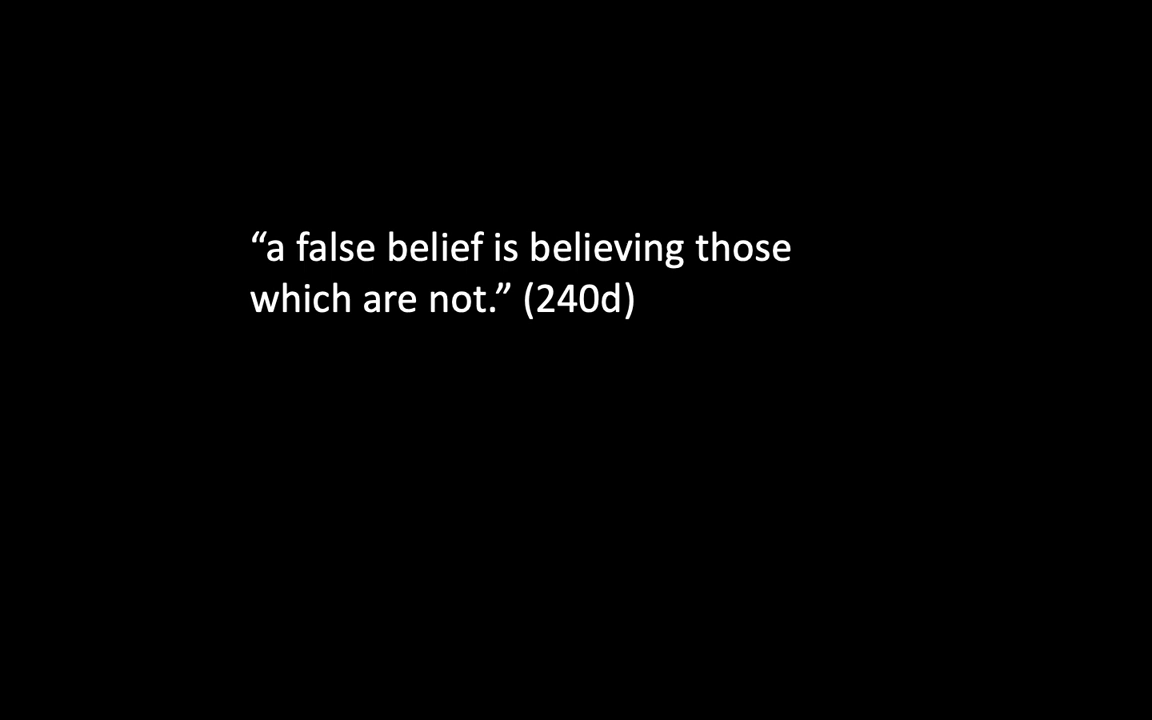 “a false belief is believing those
which are not.” (240d)